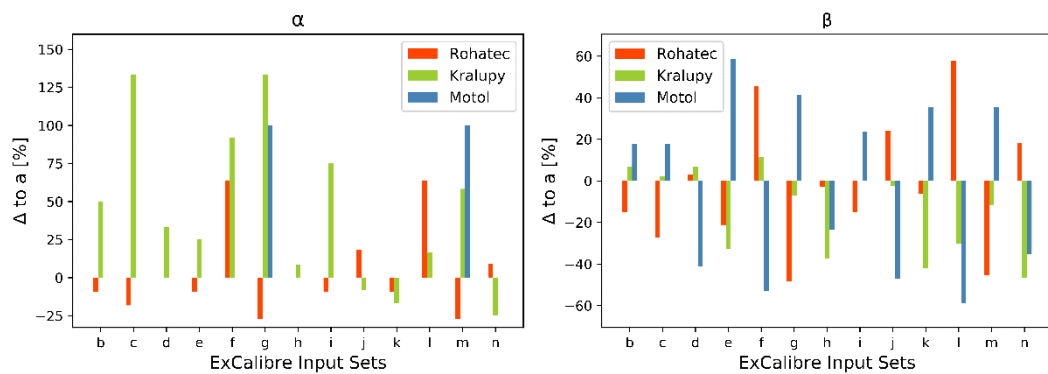 α
150
125
100
75
50
25
0
−25
Δ to a [%]
Rohatec
Kralupy
Motol
b c d e f g h i j k l m n
ExCalibre Input Sets
β
60
40
20
0
−20
−40
−60
Δ to a [%]
Rohatec
Kralupy
Motol
b c d e f g h i j k l m n
ExCalibre Input Sets